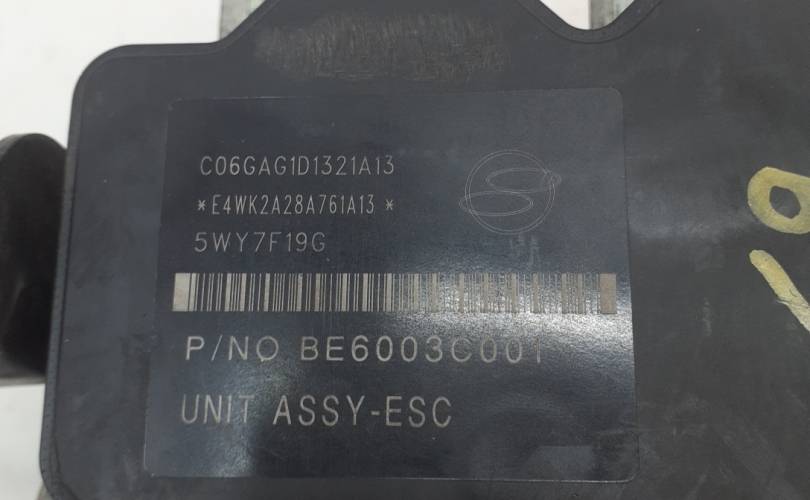 C06GAG1D1321A13
*E4WK2A28A761A13 *
5WY7F19G
P/NO BE6003C001
UNIT ASSY-ESC